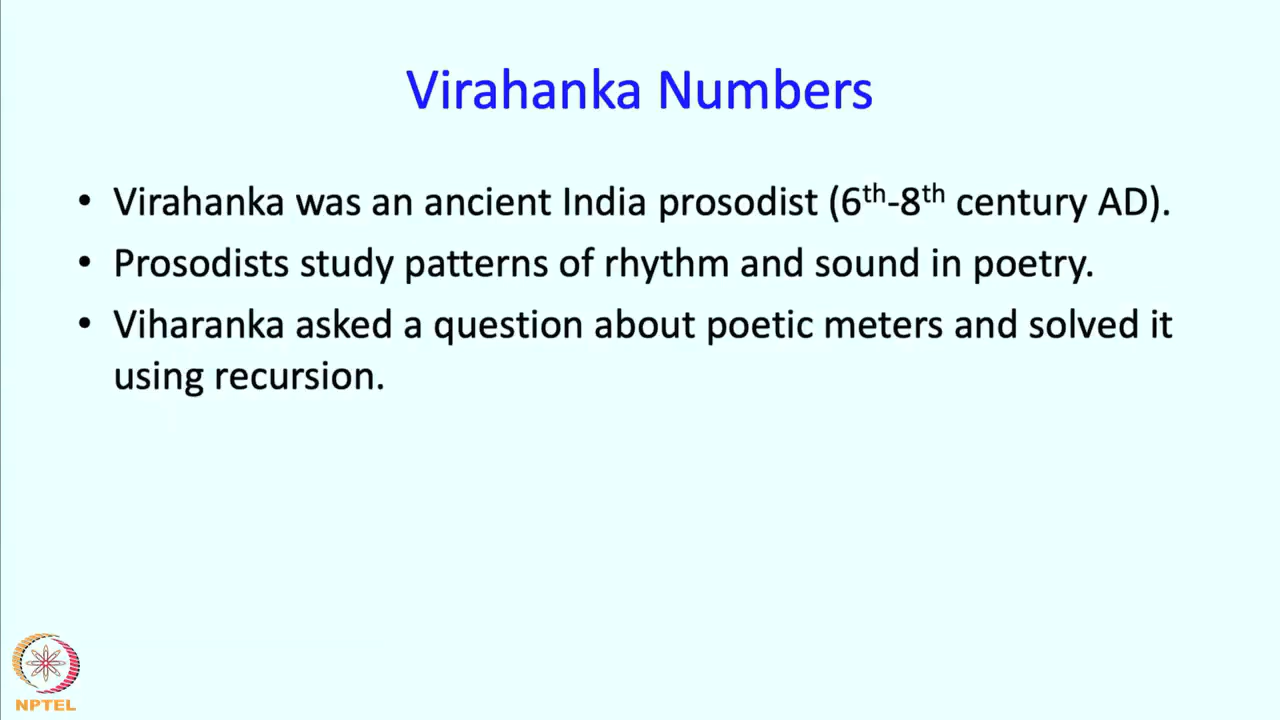 Virahanka Numbers
• Virahanka was an ancient India prosodist (6th-8th century AD).
• Prosodists study patterns of rhythm and sound in poetry.
• Viharanka asked a question about poetic meters and solved it
using recursion.
NPTEL